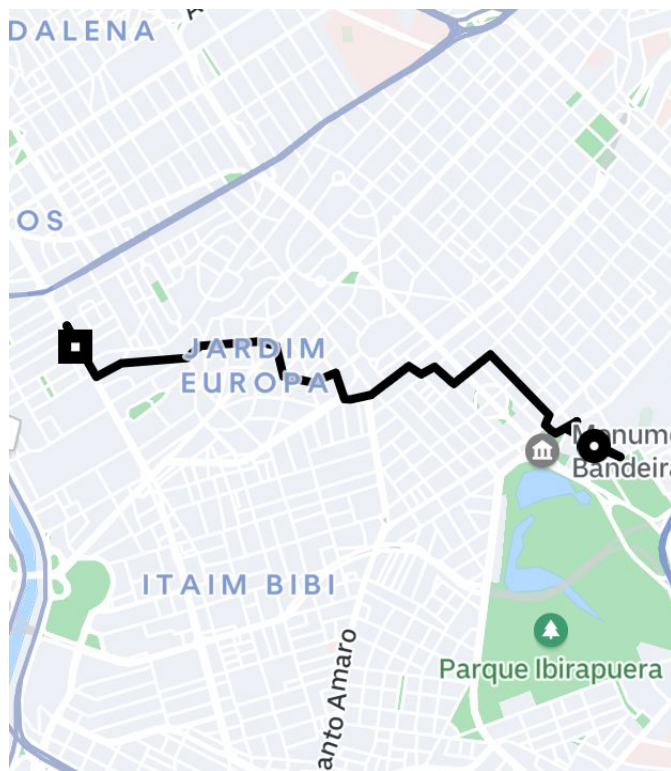 DALENA
OS
JARDIM
EUROPA
Monume
Bandeira
ITAIM BIBI
Parque Ibirapuera
anto Amaro